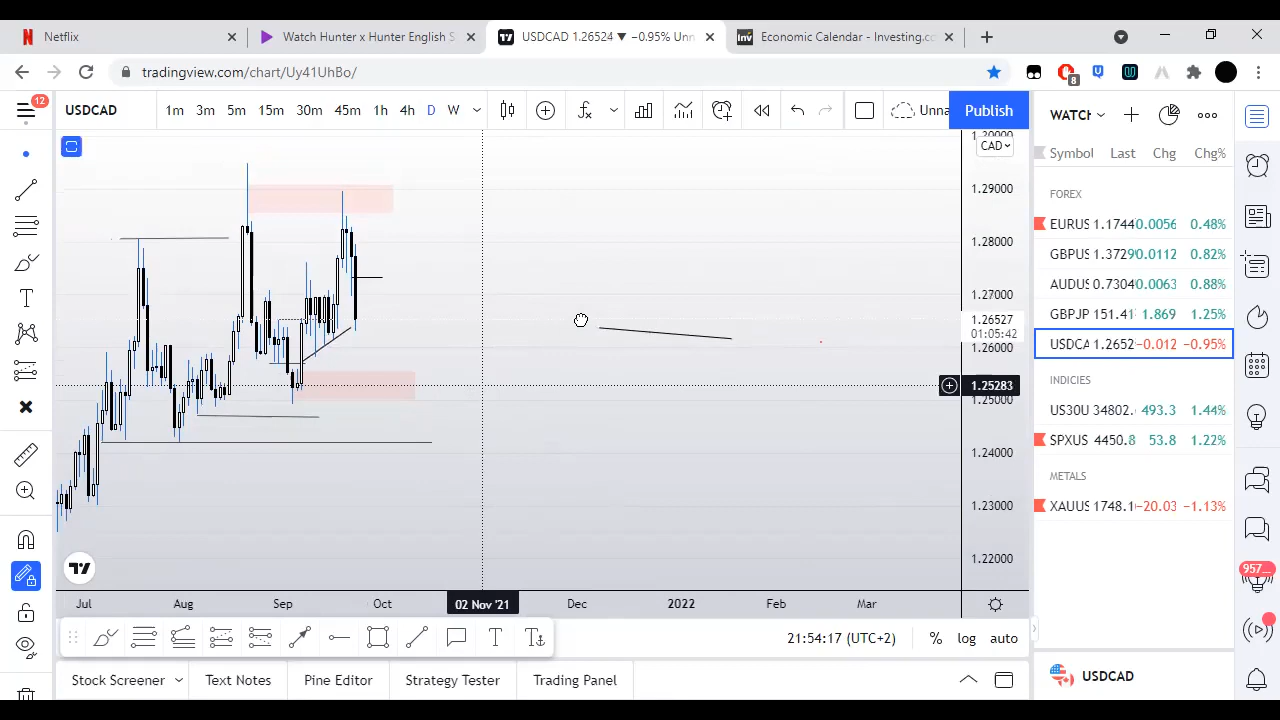 Netflix
Watch Hunter x Hunter English S
USDCAD 1.26524 ▼ −0.95% Unn
Economic Calendar - Investing.co
tradingview.com/chart/Uy41UhBo/
8
12
USDCAD
1m 3m 5m 15m 30m 45m 1h 4h D W
Unna
Publish
WATCH
CAD
Symbol Last Chg Chg%
1.29000
1.28000
1.27000
1.26527
01:05:42
1.26000
1.25283
1.25000
1.24000
1.23000
1.22000
FOREX
EURUS 1.1744 0.0056 0.48%
GBPUS 1.3729 0.0112 0.82%
AUDUS 0.7304 0.0063 0.88%
GBPJP 151.41 1.869 1.25%
USDCA 1.2652 −0.012 −0.95%
INDICIES
US30U 34802. 493.3 1.44%
SPXUS 4450.8 53.8 1.22%
METALS
XAUUS 1748.1 −20.03 −1.13%
957
Jul Aug Sep Oct 02 Nov '21 Dec 2022 Feb Mar
21:54:17 (UTC+2) % log auto
Stock Screener Text Notes Pine Editor Strategy Tester Trading Panel
USDCAD